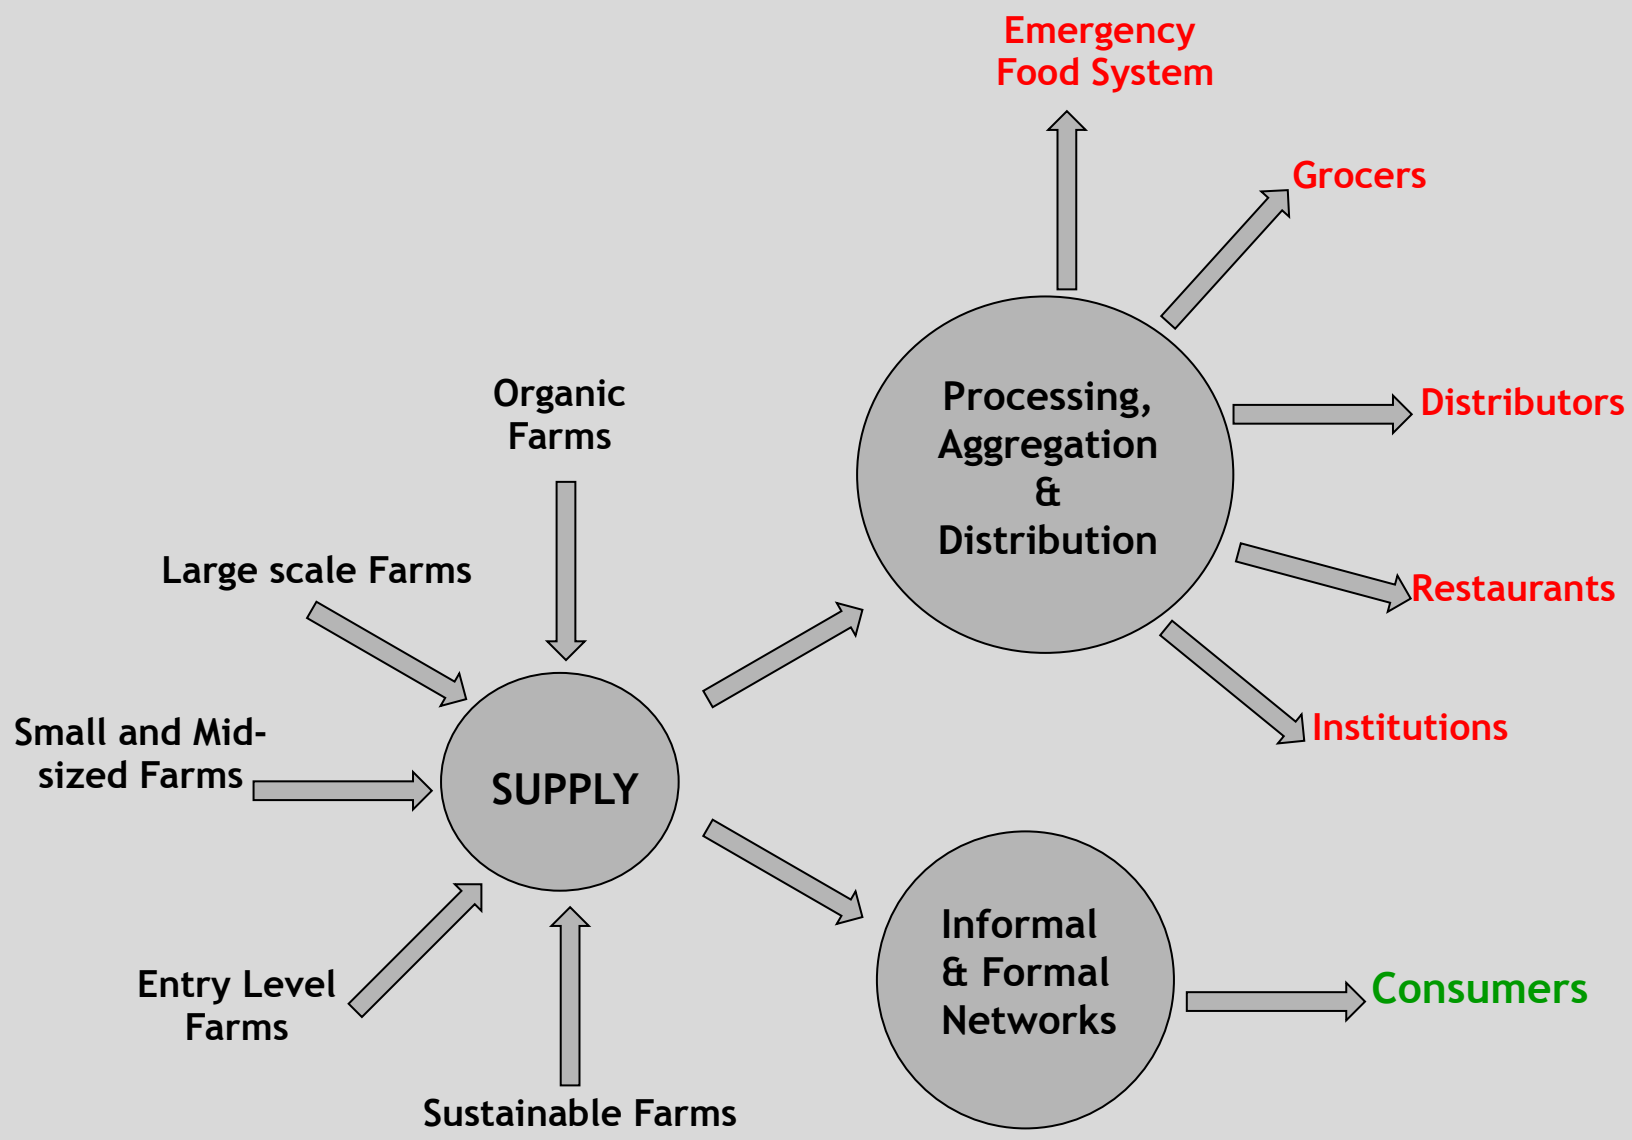 Emergency
Food System
Grocers
Organic
Farms
Processing,
Aggregation
&
Distribution
Distributors
Large scale Farms
Restaurants
Small and Mid-
sized Farms
SUPPLY
Institutions
Informal
& Formal
Networks
Consumers
Entry Level
Farms
Sustainable Farms